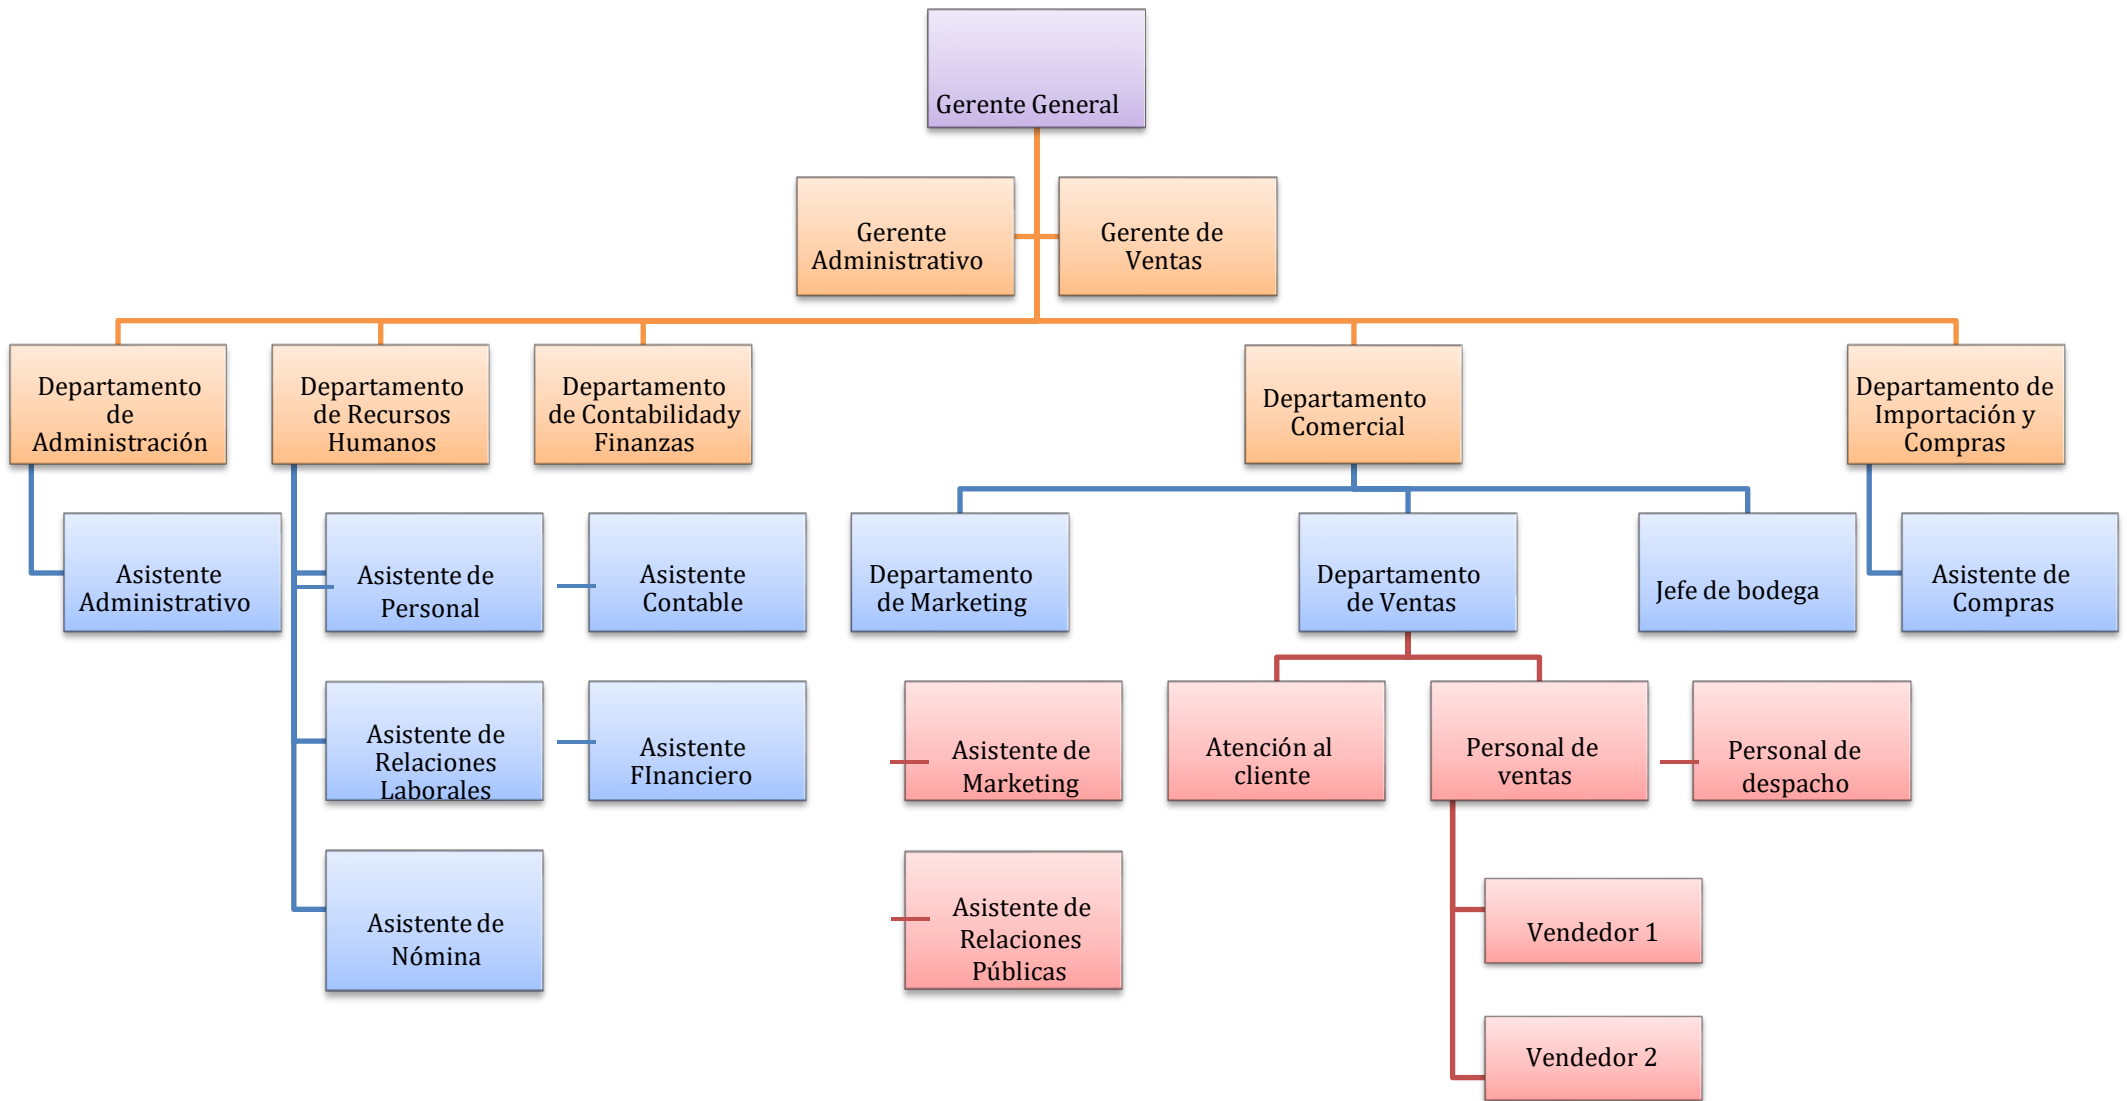 Gerente General
Gerente
Administrativo
Gerente de
Ventas
Departamento
de
Administración
Departamento
de Recursos
Humanos
Departamento
de Contabilidady
Finanzas
Departamento
Comercial
Departamento de
Importación y
Compras
Asistente
Administrativo
Asistente de
Personal
Asistente
Contable
Departamento
de Marketing
Departamento
de Ventas
Jefe de bodega
Asistente de
Compras
Asistente de
Relaciones
Laborales
Asistente
FInanciero
Asistente de
Marketing
Atención al
cliente
Personal de
ventas
Personal de
despacho
Asistente de
Nómina
Asistente de
Relaciones
Públicas
Vendedor 1
Vendedor 2